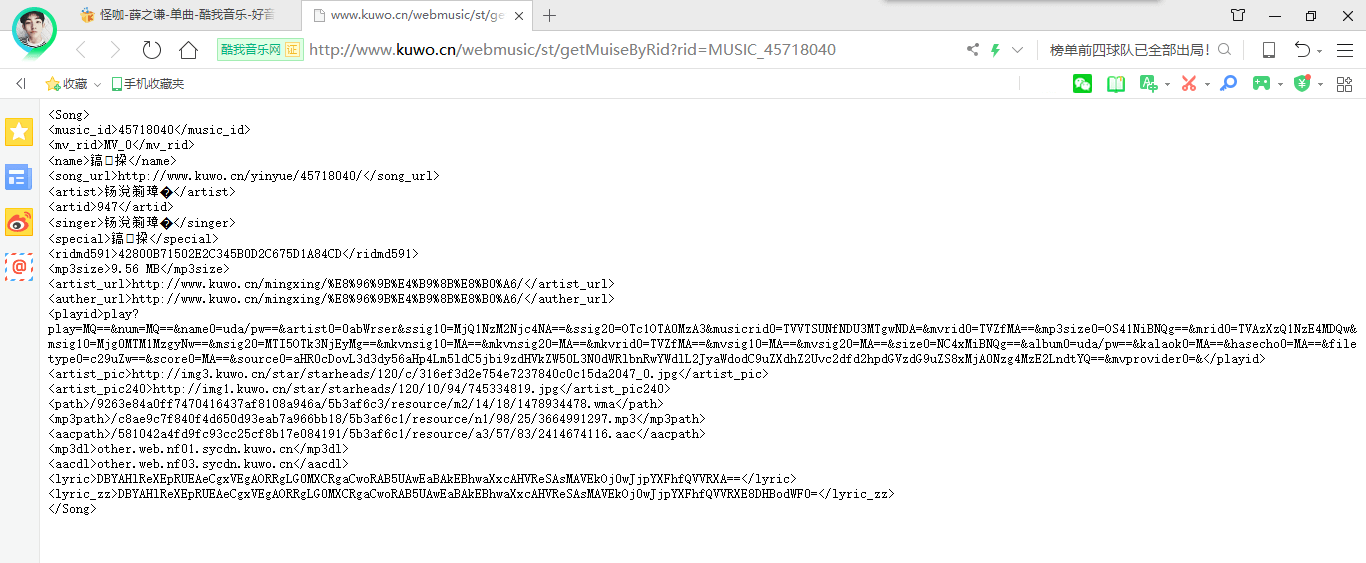 怪咖-薛之谦-单曲-酷我音乐-好音
www.kuwo.cn/webmusic/st/ge
酷我音乐网 证
http://www.kuwo.cn/webmusic/st/getMuiseByRid?rid=MUSIC_45718040
榜单前四球队已全部出局！
收藏
手机收藏夹
<Song>
<music_id>45718040</music_id>
<mv_rid>MV_0</mv_rid>
<name>鎬𨰃挅</name>
<song_url>http://www.kuwo.cn/yinyue/45718040/</song_url>
<artist>钖涗箣璋�</artist>
<artid>947</artid>
<singer>钖涗箣璋�</singer>
<special>鎬挅</special>
<ridmd591>42800B71502E2C345B0D2C675D1A84CD</ridmd591>
<mp3size>9.56 MB</mp3size>
<artist_url>http://www.kuwo.cn/mingxing/%E8%96%9B%E4%B9%8B%E8%B0%A6/</artist_url>
<auther_url>http://www.kuwo.cn/mingxing/%E8%96%9B%E4%B9%8B%E8%B0%A6/</auther_url>
<playid>play?
play=MQ==&num=MQ==&name0=uda/pw==&artist0=0abWrser&ssig10=MjQ1NzM2Njc4NA==&ssig20=OTc1OTA0MzA3&musicrid0=TVVTSUNfNDU3MTgwNDA=&mvrid0=TVZfMA==&mp3size0=OS41NiBNQg==&mrid0=TVAzXzQ1NzE4MDQw&
msig10=Mjg0MTM1MzgyNw==&msig20=MTI5OTk3NjEyMg==&mkvnsig10=MA==&mkvnsig20=MA==&mkvrid0=TVZfMA==&mvsig10=MA==&mvsig20=MA==&size0=NC4xMiBNQg==&album0=uda/pw==&kalaok0=MA==&hasecho0=MA==&file
type0=c29uZw==&score0=MA==&source0=aHR0cDovL3d3dy56aHp4Lm5ldC5jbi9zdHVkZW50L3N0dWRlbnRwYWdlL2JyaWdodC9uZXdhZ2Uvc2dfd2hpdGVzdG9uZS8xMjA0Nzg4MzE2LndtYQ==&mvprovider0=&</playid>
<artist_pic>http://img3.kuwo.cn/star/starheads/120/c/316ef3d2e754e7237840c0c15da2047_0.jpg</artist_pic>
<artist_pic240>http://img1.kuwo.cn/star/starheads/120/10/94/745334819.jpg</artist_pic240>
<path>/9263e84a0ff7470416437af8108a946a/5b3af6c3/resource/m2/14/18/1478934478.wma</path>
<mp3path>/c8ae9c7f840f4d650d93eab7a966bb18/5b3af6c1/resource/n1/98/25/3664991297.mp3</mp3path>
<aacpath>/581042a4fd9fc93cc25cf8b17e084191/5b3af6c1/resource/a3/57/83/2414674116.aac</aacpath>
<mp3dl>other.web.nf01.sycdn.kuwo.cn</mp3dl>
<aacdl>other.web.nf03.sycdn.kuwo.cn</aacdl>
<lyric>DBYAHlReXEpRUEAeCgxVEgAORRgLG0MXCRgaCwoRAB5UAwEaBAkEBhwaXxcAHVReSAsMAVEkOj0wJjpYXFhfQVVRXA==</lyric>
<lyric_zz>DBYAHlReXEpRUEAeCgxVEgAORRgLG0MXCRgaCwoRAB5UAwEaBAkEBhwaXxcAHVReSAsMAVEkOj0wJjpYXFhfQVVRXE8DHBodWF0=</lyric_zz>
</Song>